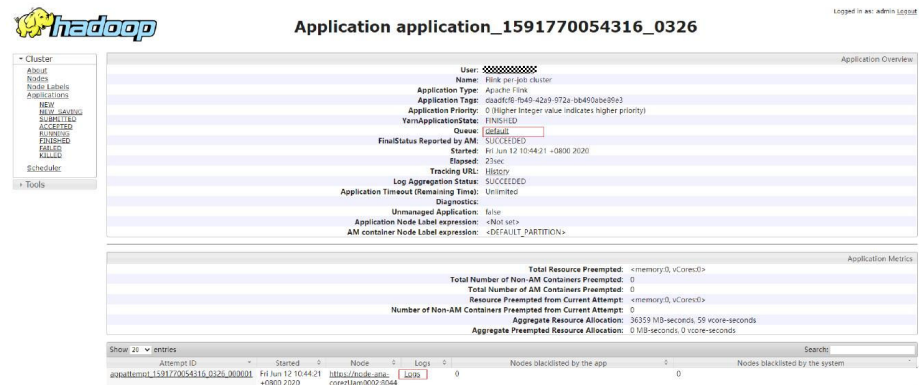 Logged in as: admin Logout
hadoop
Application application_1591770054316_0326
Cluster
About
Nodes
Node Labels
Applications
NEW
NEW_SAVING
SUBMITTED
ACCEPTED
RUNNING
FINISHED
FAILED
KILLED
Scheduler
Tools
Application Overview
User:
Name: Flink per-job cluster
Application Type: Apache Flink
Application Tags: daadfcf8-fb49-42a9-972a-bb490abe89e3
Application Priority: 0 (Higher Integer value indicates higher priority)
YarnApplicationState: FINISHED
Queue: default
FinalStatus Reported by AM: SUCCEEDED
Started: Fri Jun 12 10:44:21 +0800 2020
Elapsed: 23sec
Tracking URL: History
Log Aggregation Status: SUCCEEDED
Application Timeout (Remaining Time): Unlimited
Diagnostics:
Unmanaged Application: false
Application Node Label expression: <Not set>
AM container Node Label expression: <DEFAULT_PARTITION>
Application Metrics
Total Resource Preempted: <memory:0, vCores:0>
Total Number of Non-AM Containers Preempted: 0
Total Number of AM Containers Preempted: 0
Resource Preempted from Current Attempt: <memory:0, vCores:0>
Number of Non-AM Containers Preempted from Current Attempt: 0
Aggregate Resource Allocation: 36359 MB-seconds, 59 vcore-seconds
Aggregate Preempted Resource Allocation: 0 MB-seconds, 0 vcore-seconds
Show 20 entries Search:
Attempt ID Started Node Logs Nodes blacklisted by the app Nodes blacklisted by the system
appattempt_1591770054316_0326_000001 Fri Jun 12 10:44:21 https://node-ana- Logs 0 0
+0800 2020